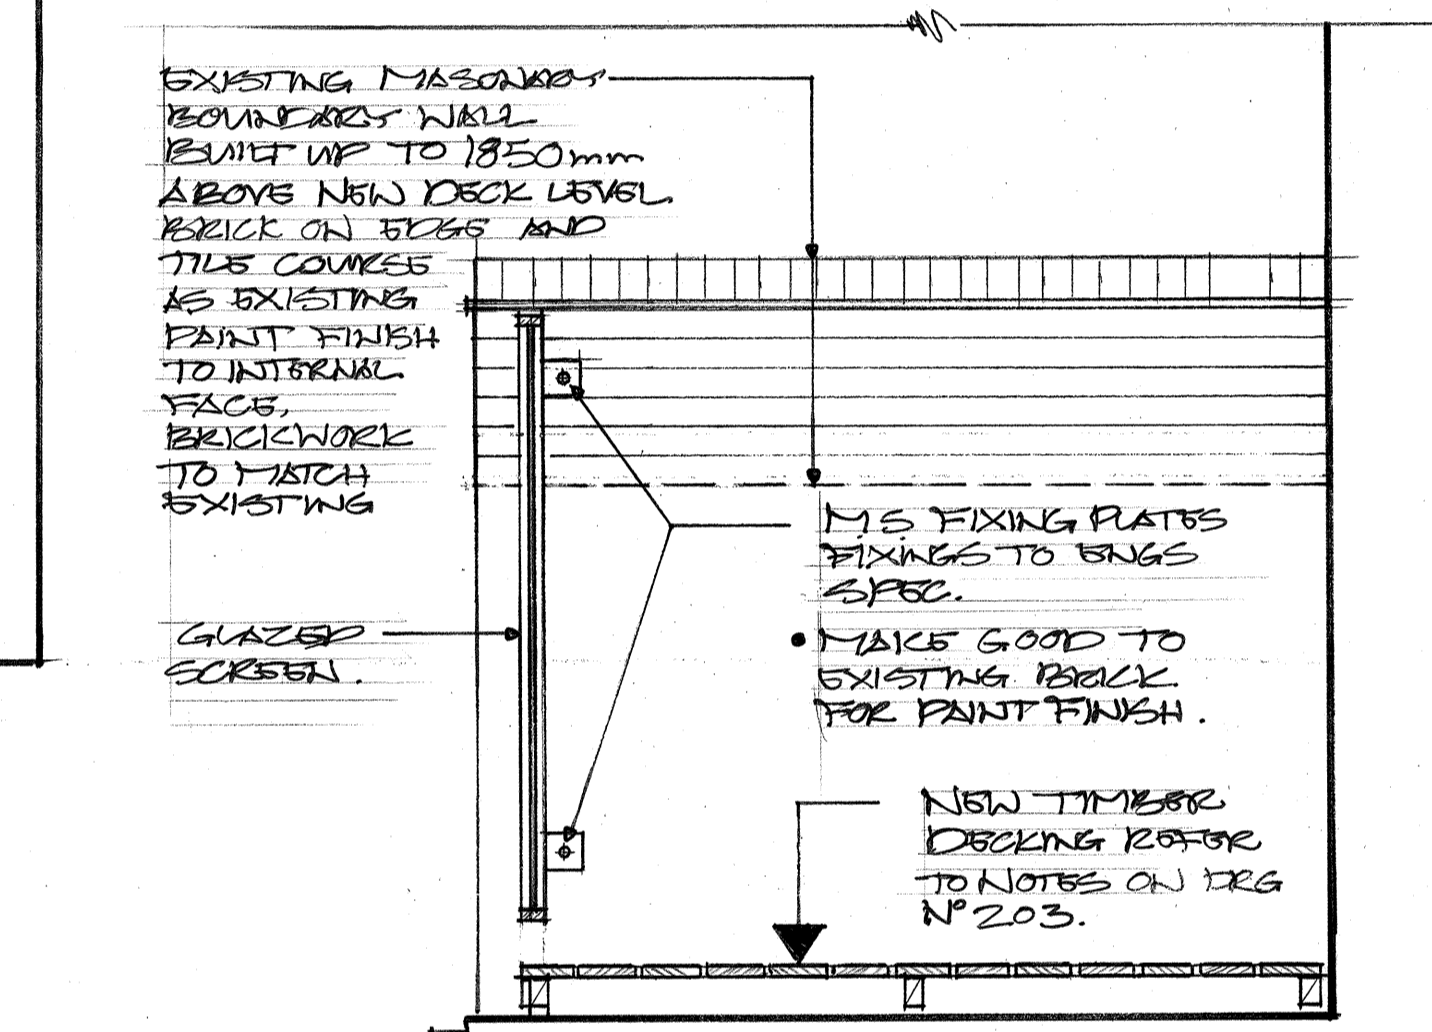 EXISTING MASONARY
BOUNDARY WALL
BUILT UP TO 1850mm
ABOVE NEW DECK LEVEL.
BRICK ON EDGE AND
TILE COURSE
AS EXISTING
PAINT FINISH
TO INTERNAL
FACE,
BRICKWORK
TO MATCH
EXISTING
GLAZED
SCREEN.
M.S. FIXING PLATES
FIXINGS TO ENGS
SPEC.
• MAKE GOOD TO
EXISTING BRICK.
FOR PAINT FINISH.
NEW TIMBER
DECKING REFER
TO NOTES ON DRG
Nº 203.